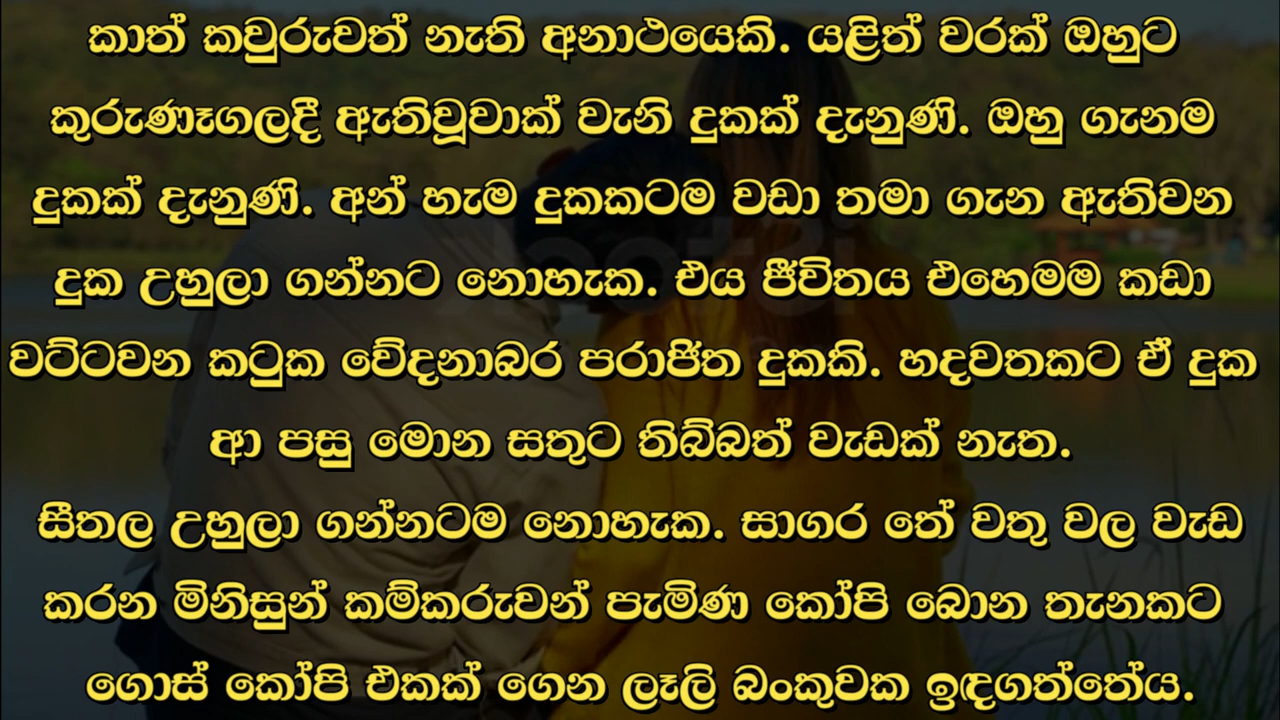 කාත් කවුරුවත් නැති අනාථයෙකි. යළිත් වරක් ඔහුට
කුරුණෑගලදී ඇතිවූවාක් වැනි දුකක් දැනුණි. ඔහු ගැනම
දුකක් දැනුණි. අන් හැම දුකකටම වඩා තමා ගැන ඇතිවන
දුක උහුලා ගන්නට නොහැක. එය ජීවිතය එහෙමම කඩා
වට්ටවන කටුක වේදනාබර පරාජිත දුකකි. හදවතකට ඒ දුක
ආ පසු මොන සතුට තිබ්බත් වැඩක් නැත.
සීතල උහුලා ගන්නටම නොහැක. සාගර තේ වතු වල වැඩ
කරන මිනිසුන් කම්කරුවන් පැමිණ කෝපි බොන තැනකට
ගොස් කෝපි එකක් ගෙන ලෑලි බංකුවක ඉඳගත්තේය.